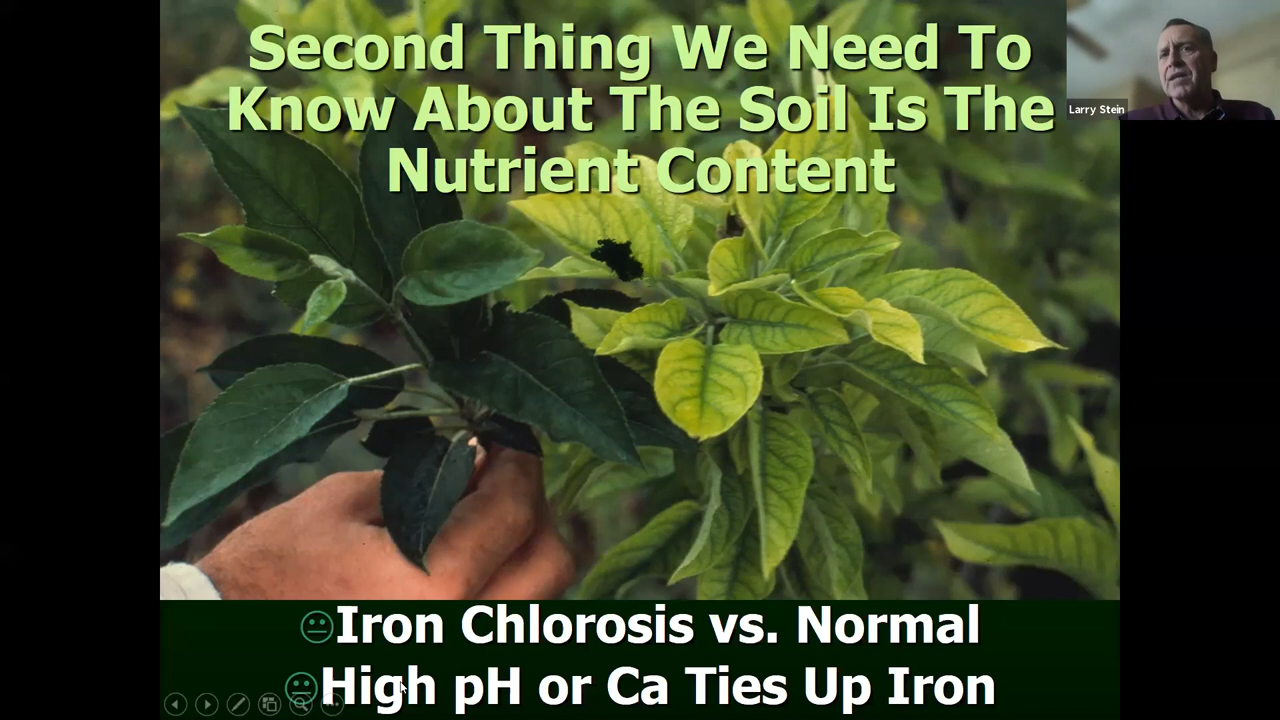 Second Thing We Need To
Know About The Soil Is The
Nutrient Content
Larry Stein
Iron Chlorosis vs. Normal
High pH or Ca Ties Up Iron